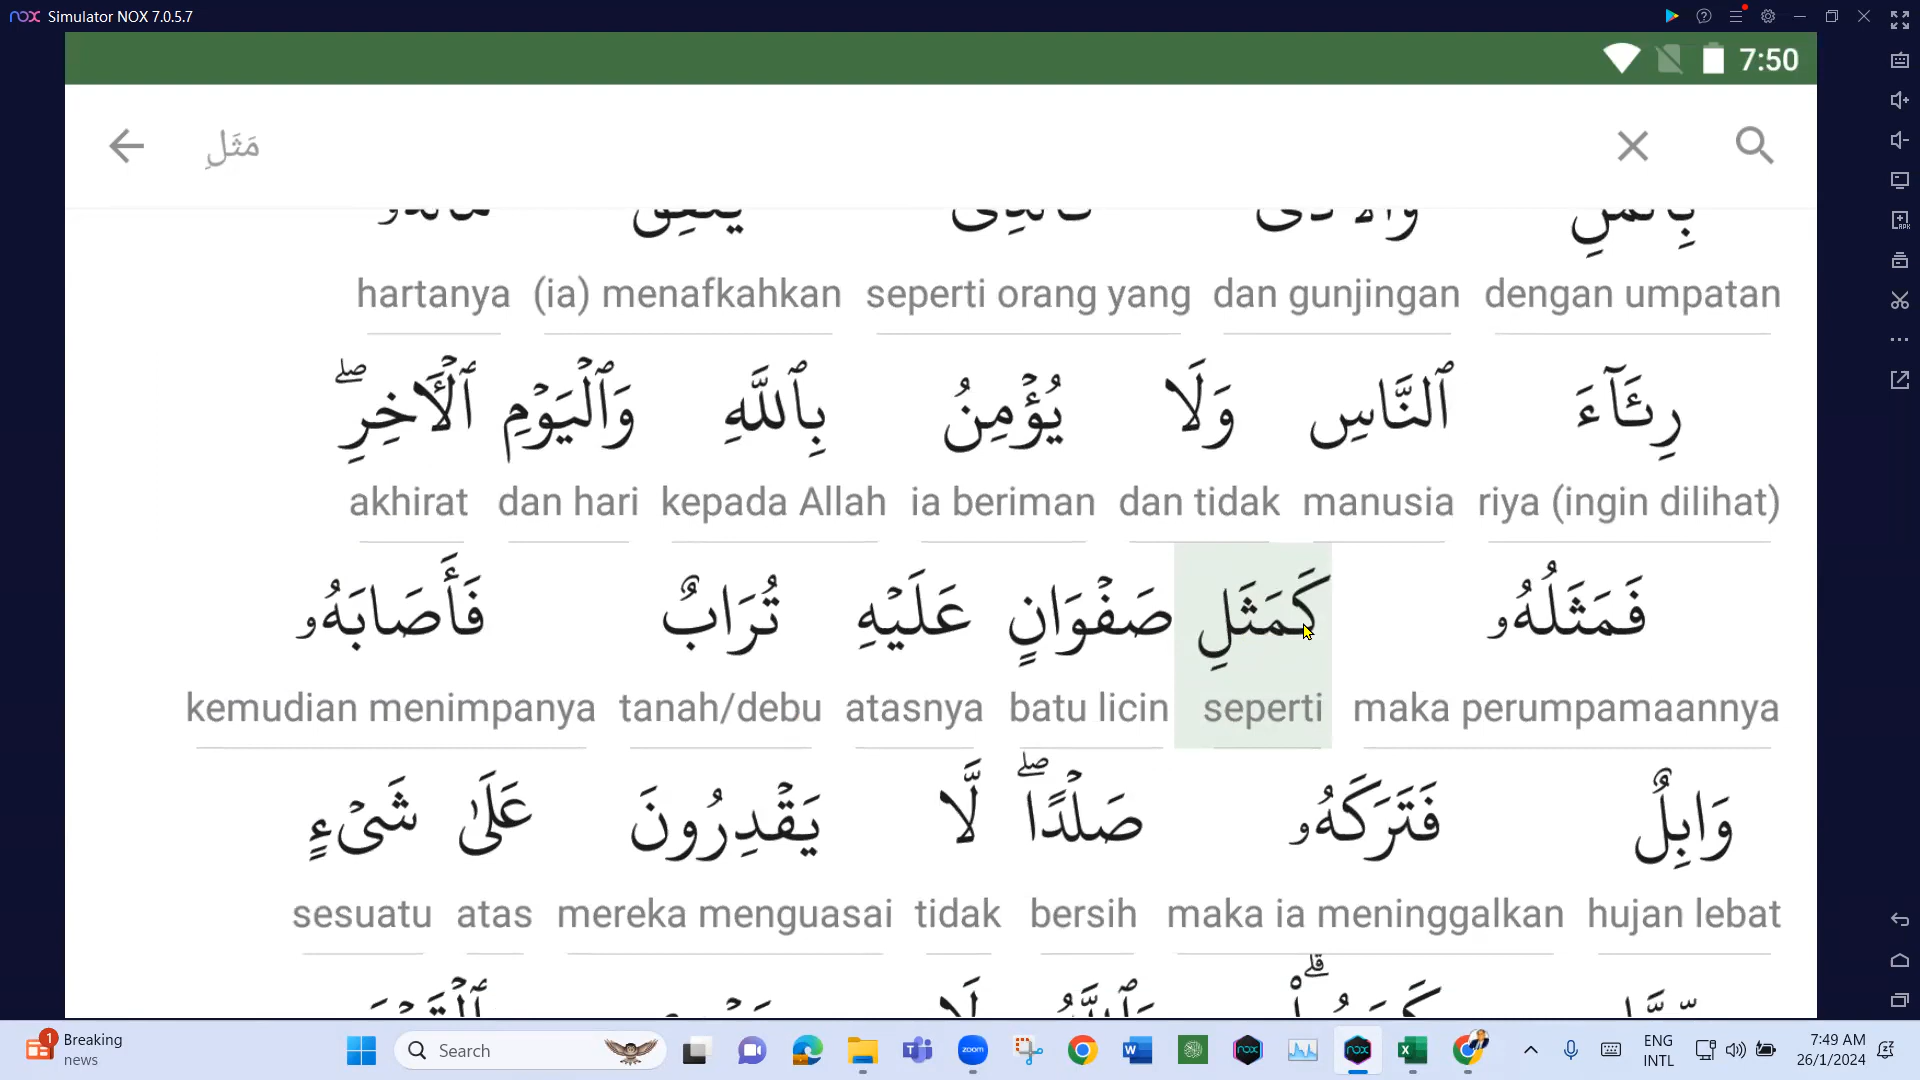 nox Simulator NOX 7.0.5.7
7:50
مَثَلِ
dengan umpatan dan gunjingan seperti orang yang (ia) menafkahkan hartanya
رِئَآءَ ٱلنَّاسِ وَلَا يُؤۡمِنُ بِٱللَّهِ وَٱلۡيَوۡمِ ٱلۡأٓخِرِۖ
riya (ingin dilihat) manusia dan tidak ia beriman kepada Allah dan hari akhirat
فَمَثَلُهُۥ كَمَثَلِ صَفۡوَانٍ عَلَيۡهِ تُرَابٌ فَأَصَابَهُۥ
maka perumpamaannya seperti batu licin atasnya tanah/debu kemudian menimpanya
وَابِلٌ فَتَرَكَهُۥ صَلۡدًاۖ لَّا يَقۡدِرُونَ عَلَىٰ شَيۡءٍ
hujan lebat maka ia meninggalkan bersih tidak mereka menguasai atas sesuatu
1 Breaking
news
Search
zoom
ENG
INTL
7:49 AM
26/1/2024